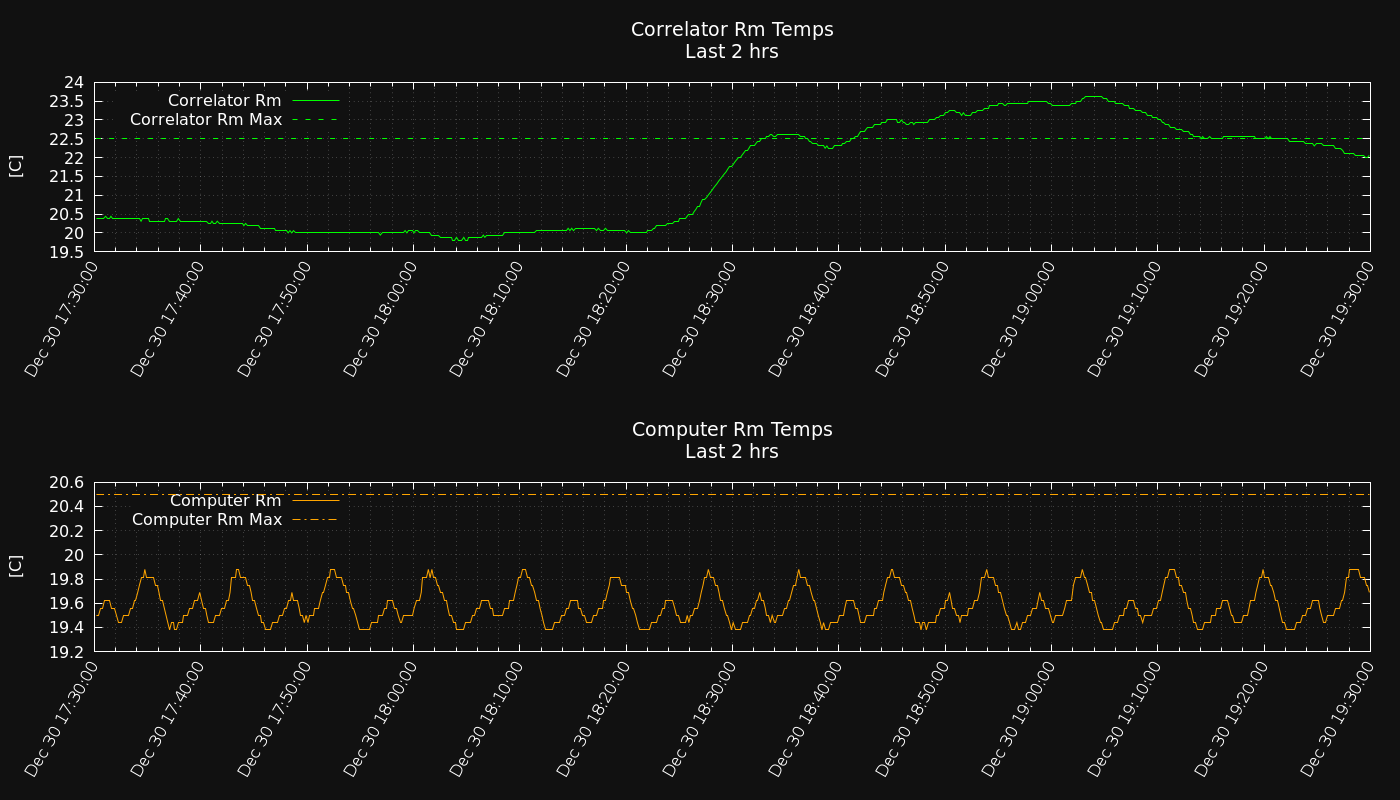 Correlator Rm Temps
Last 2 hrs
24
23.5
23
22.5
22
21.5
21
20.5
20
19.5
[C]
Correlator Rm
Correlator Rm Max
Dec 30 17:30:00
Dec 30 17:40:00
Dec 30 17:50:00
Dec 30 18:00:00
Dec 30 18:10:00
Dec 30 18:20:00
Dec 30 18:30:00
Dec 30 18:40:00
Dec 30 18:50:00
Dec 30 19:00:00
Dec 30 19:10:00
Dec 30 19:20:00
Dec 30 19:30:00
Computer Rm Temps
Last 2 hrs
20.6
20.4
20.2
20
19.8
19.6
19.4
19.2
[C]
Computer Rm
Computer Rm Max
Dec 30 17:30:00
Dec 30 17:40:00
Dec 30 17:50:00
Dec 30 18:00:00
Dec 30 18:10:00
Dec 30 18:20:00
Dec 30 18:30:00
Dec 30 18:40:00
Dec 30 18:50:00
Dec 30 19:00:00
Dec 30 19:10:00
Dec 30 19:20:00
Dec 30 19:30:00